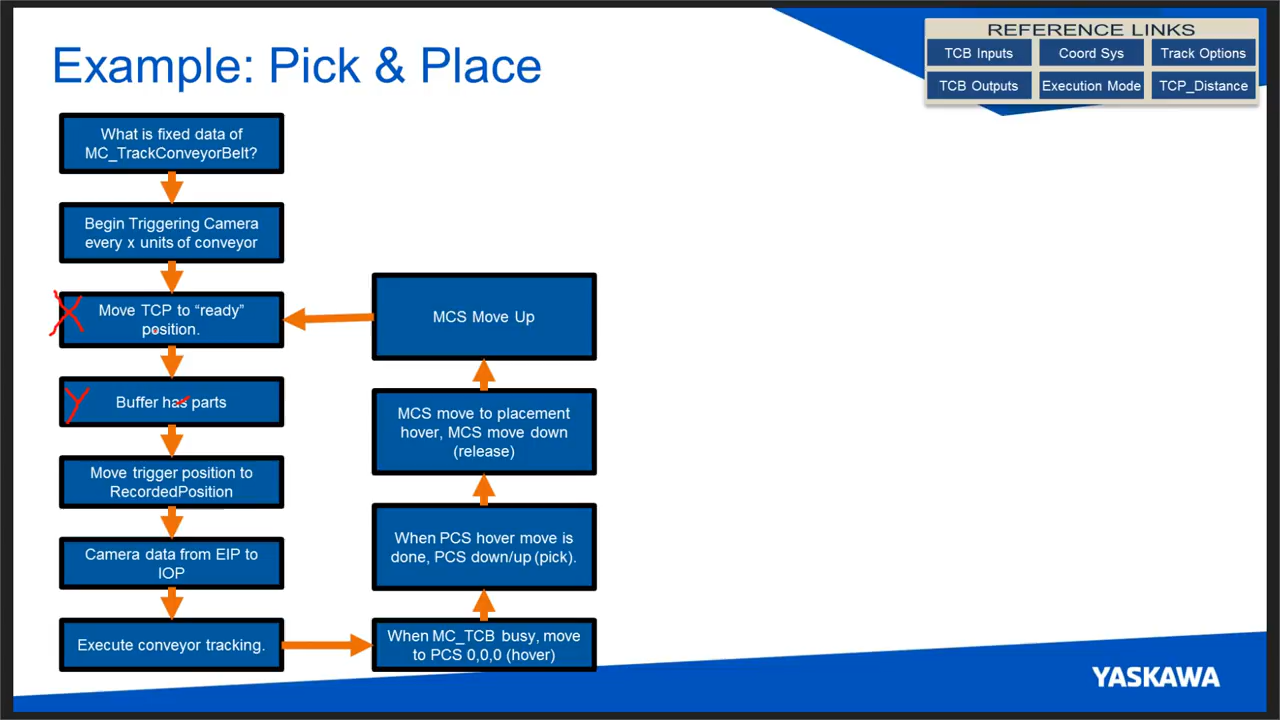 Example: Pick & Place
REFERENCE LINKS
TCB Inputs
Coord Sys
Track Options
TCB Outputs
Execution Mode
TCP_Distance
What is fixed data of
MC_TrackConveyorBelt?
Begin Triggering Camera
every x units of conveyor
Move TCP to “ready”
position.
Buffer has parts
Move trigger position to
RecordedPosition
Camera data from EIP to
IOP
Execute conveyor tracking.
MCS Move Up
MCS move to placement
hover, MCS move down
(release)
When PCS hover move is
done, PCS down/up (pick).
When MC_TCB busy, move
to PCS 0,0,0 (hover)
X
Y
YASKAWA